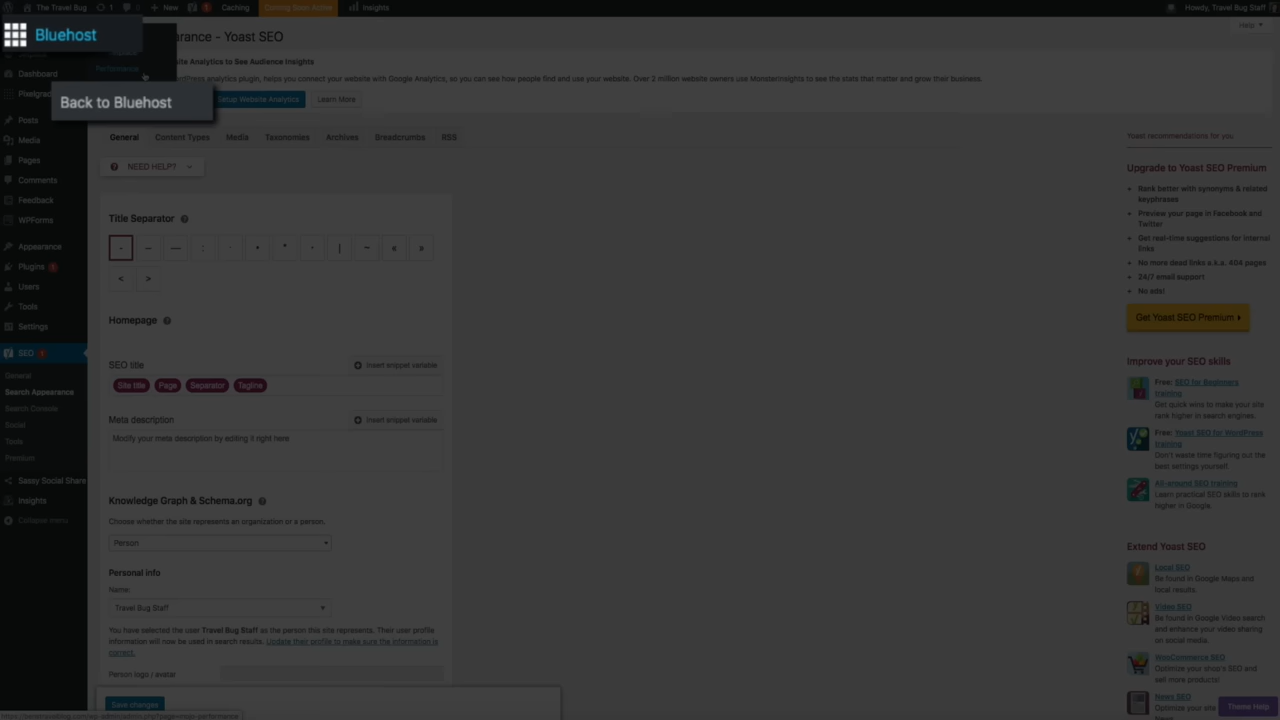 The Travel Bug
1
New
Caching
Coming Soon Active
Insights
Howdy, Travel Bug Staff
Help
Bluehost
arance - Yoast SEO
Performance
Back to Bluehost
site Analytics to See Audience Insights
WordPress analytics plugin, helps you connect your website with Google Analytics, so you can see how people find and use your website. Over 2 million website owners use MonsterInsights to see the stats that matter and grow their business.
Setup Website Analytics
Learn More
Dashboard
Pixelgrad
Posts
Media
Pages
Comments
Feedback
WPForms
Appearance
Plugins 1
Users
Tools
Settings
SEO 1
General
Search Appearance
Search Console
Social
Tools
Premium
Sassy Social Share
Insights
Collapse menu
General
Content Types
Media
Taxonomies
Archives
Breadcrumbs
RSS
NEED HELP?
Title Separator
- – — : · • * ⋆ | ~ « »
< >
Homepage
SEO title
Insert snippet variable
Site title Page Separator Tagline
Meta description
Insert snippet variable
Modify your meta description by editing it right here
Knowledge Graph & Schema.org
Choose whether the site represents an organization or a person.
Person
Personal info
Name:
Travel Bug Staff
You have selected the user Travel Bug Staff as the person this site represents. Their user profile
information will now be used in search results. Update their profile to make sure the information is
correct.
Person logo / avatar
Save changes
Yoast recommendations for you
Upgrade to Yoast SEO Premium
Rank better with synonyms & related
keyphrases
Preview your page in Facebook and
Twitter
Get real-time suggestions for internal
links
No more dead links a.k.a. 404 pages
24/7 email support
No ads!
Get Yoast SEO Premium
Improve your SEO skills
Free: SEO for Beginners
training
Get quick wins to make your site
rank higher in search engines.
Free: Yoast SEO for WordPress
training
Don't waste time figuring out the
best settings yourself.
All-around SEO training
Learn practical SEO skills to rank
higher in Google.
Extend Yoast SEO
Local SEO
Be found in Google Maps and
local results.
Video SEO
Be found in Google Video search
and enhance your video sharing
on social media.
WooCommerce SEO
Optimize your shop's SEO and
sell more products!
News SEO
Optimize your site
Theme Help